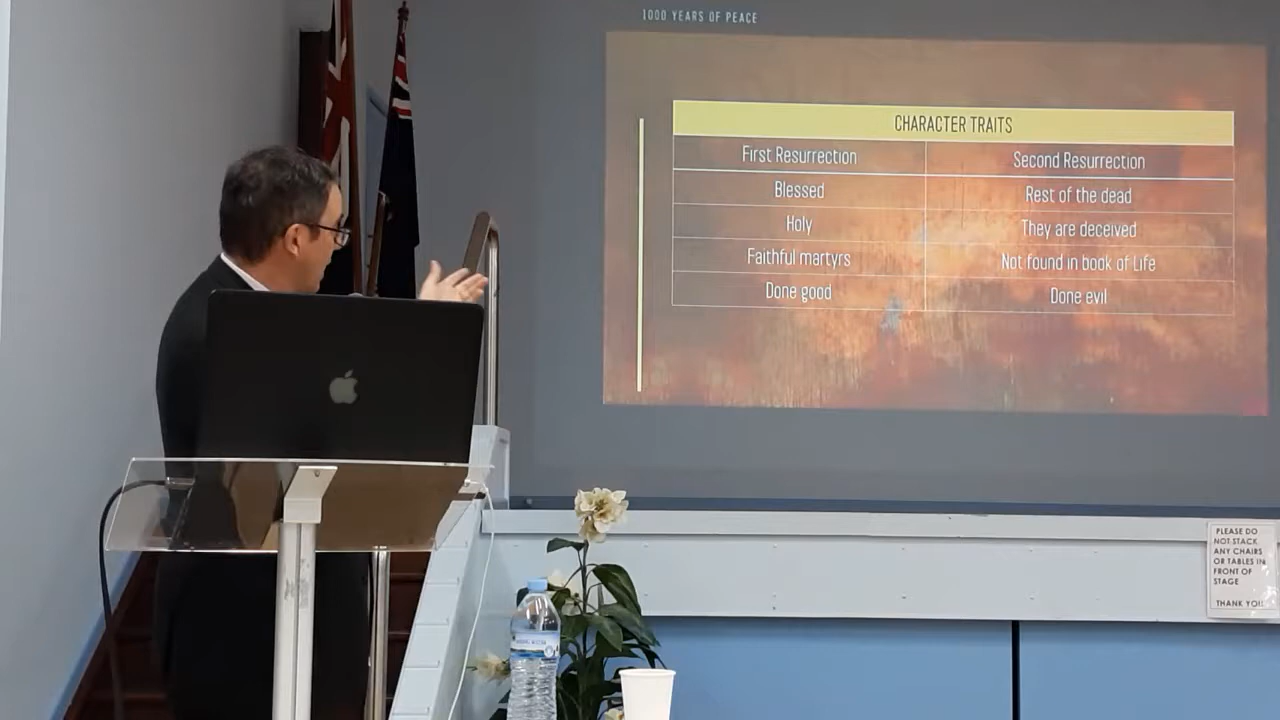 1000 YEARS OF PEACE
CHARACTER TRAITS
First Resurrection Second Resurrection
Blessed Rest of the dead
Holy They are deceived
Faithful martyrs Not found in book of Life
Done good Done evil
PLEASE DO
NOT STACK
ANY CHAIRS
OR TABLES IN
FRONT OF
STAGE
THANK YOU